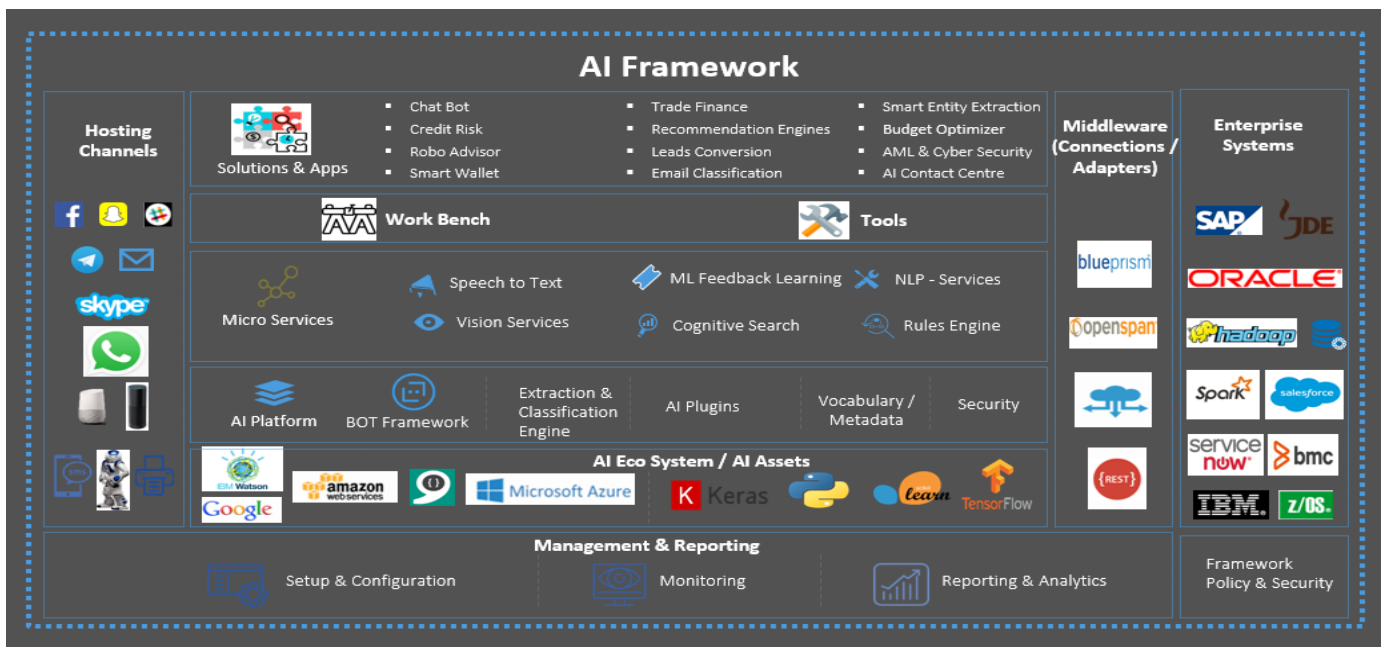 AI Framework
Hosting
Channels
skype
sms
Solutions & Apps
Chat Bot
Credit Risk
Robo Advisor
Smart Wallet
Trade Finance
Recommendation Engines
Leads Conversion
Email Classification
Smart Entity Extraction
Budget Optimizer
AML & Cyber Security
AI Contact Centre
Work Bench
Tools
Micro Services
Speech to Text
Vision Services
ML Feedback Learning
Cognitive Search
NLP - Services
Rules Engine
AI Platform
BOT Framework
Extraction &
Classification
Engine
AI Plugins
Vocabulary /
Metadata
Security
AI Eco System / AI Assets
IBM Watson
Google
amazon
webservices
Microsoft Azure
K Keras
learn
TensorFlow
Middleware
(Connections /
Adapters)
blueprism
openspan
{REST}
Enterprise
Systems
SAP
JDE
ORACLE
hadoop
Spark
salesforce
service
now
bmc
IBM.
z/OS.
Management & Reporting
Setup & Configuration
Monitoring
Reporting & Analytics
Framework
Policy & Security